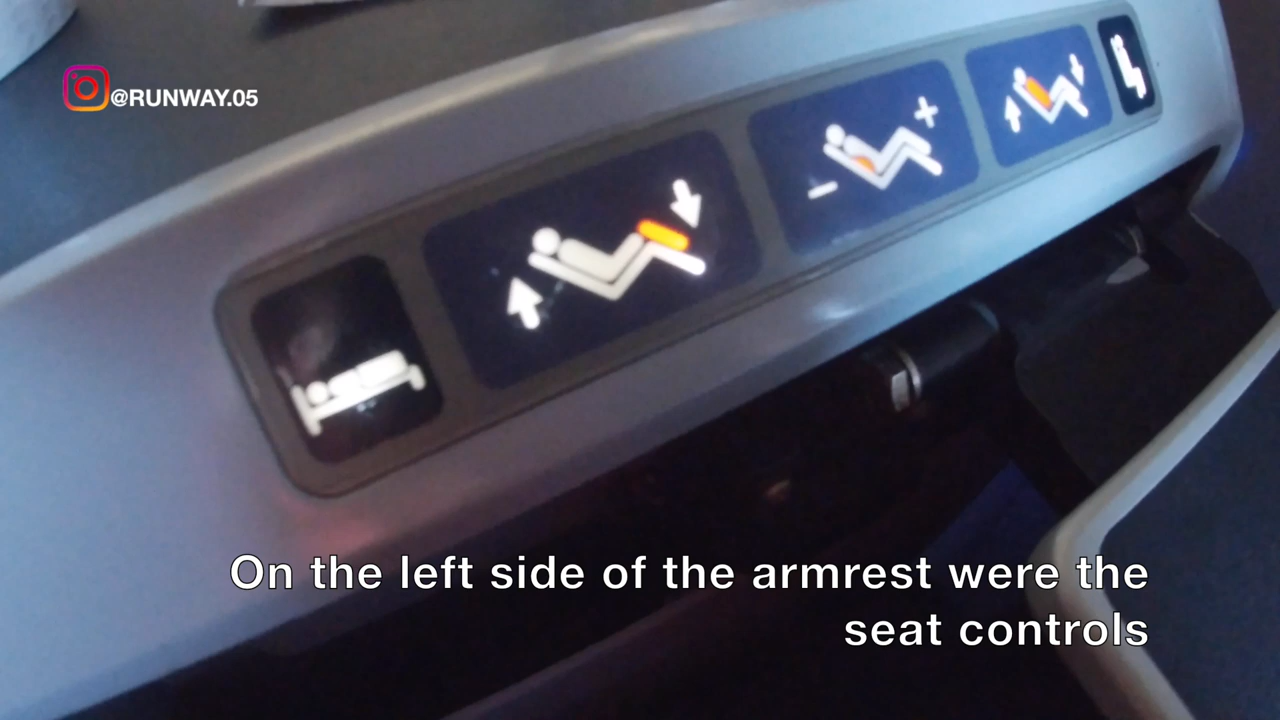 @RUNWAY.05
On the left side of the armrest were the
seat controls